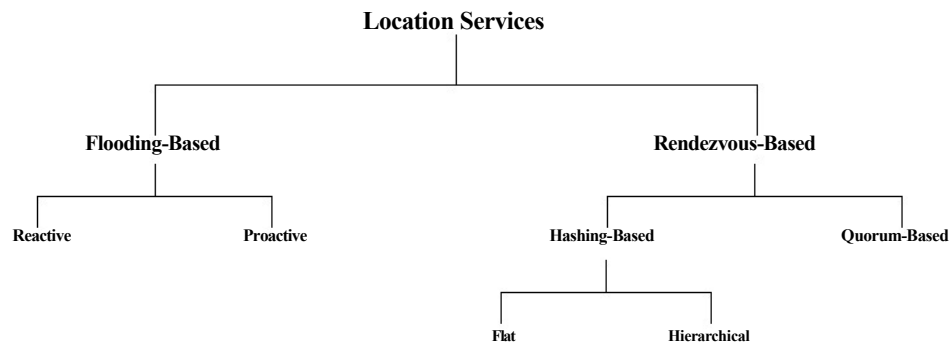 Location Services
Flooding-Based
Rendezvous-Based
Reactive
Proactive
Hashing-Based
Quorum-Based
Flat
Hierarchical